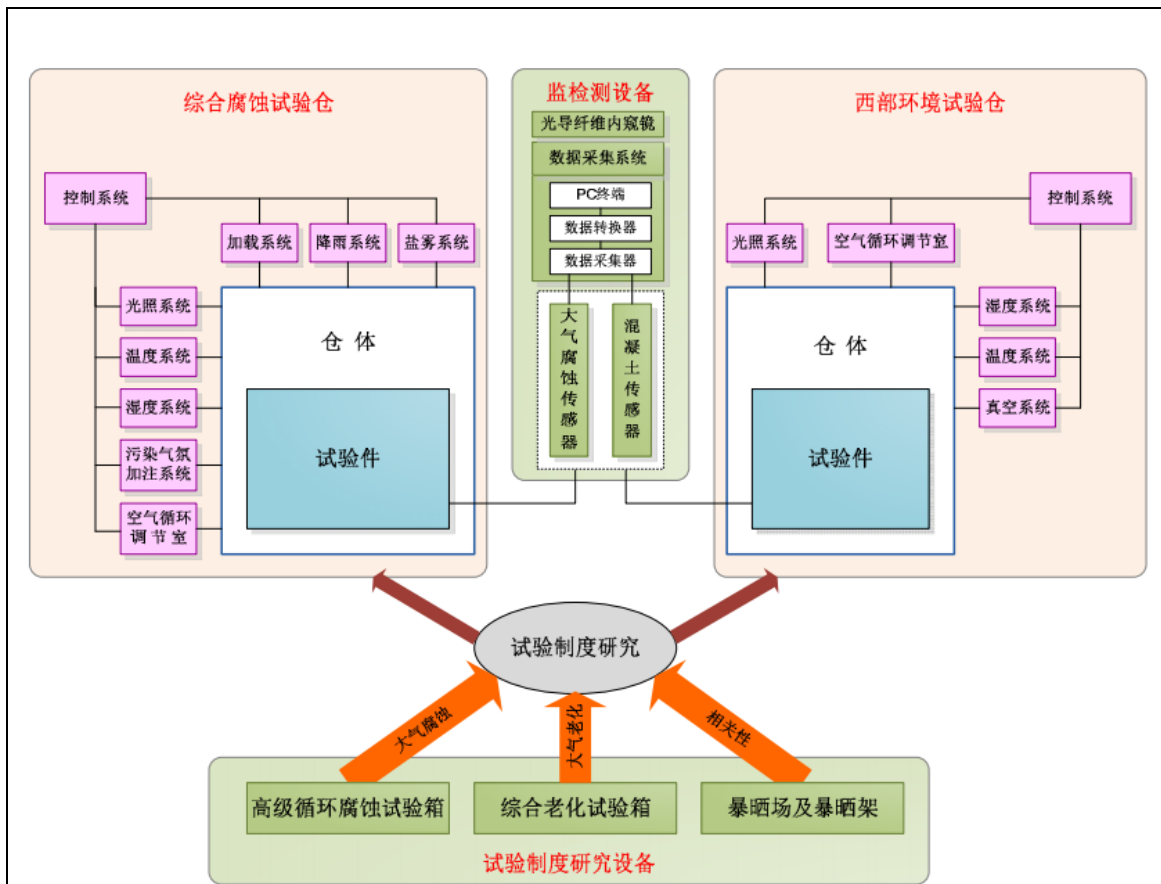 综合腐蚀试验仓
控制系统
加载系统
降雨系统
盐雾系统
光照系统
温度系统
湿度系统
污染气氛
加注系统
空气循环
调节室
仓体
试验件
监检测设备
光导纤维内窥镜
数据采集系统
PC终端
数据转换器
数据采集器
大气腐蚀传感器
混凝土传感器
西部环境试验仓
控制系统
光照系统
空气循环调节室
湿度系统
温度系统
真空系统
仓体
试验件
试验制度研究
大气腐蚀
大气老化
相关性
高级循环腐蚀试验箱
综合老化试验箱
暴晒场及暴晒架
试验制度研究设备